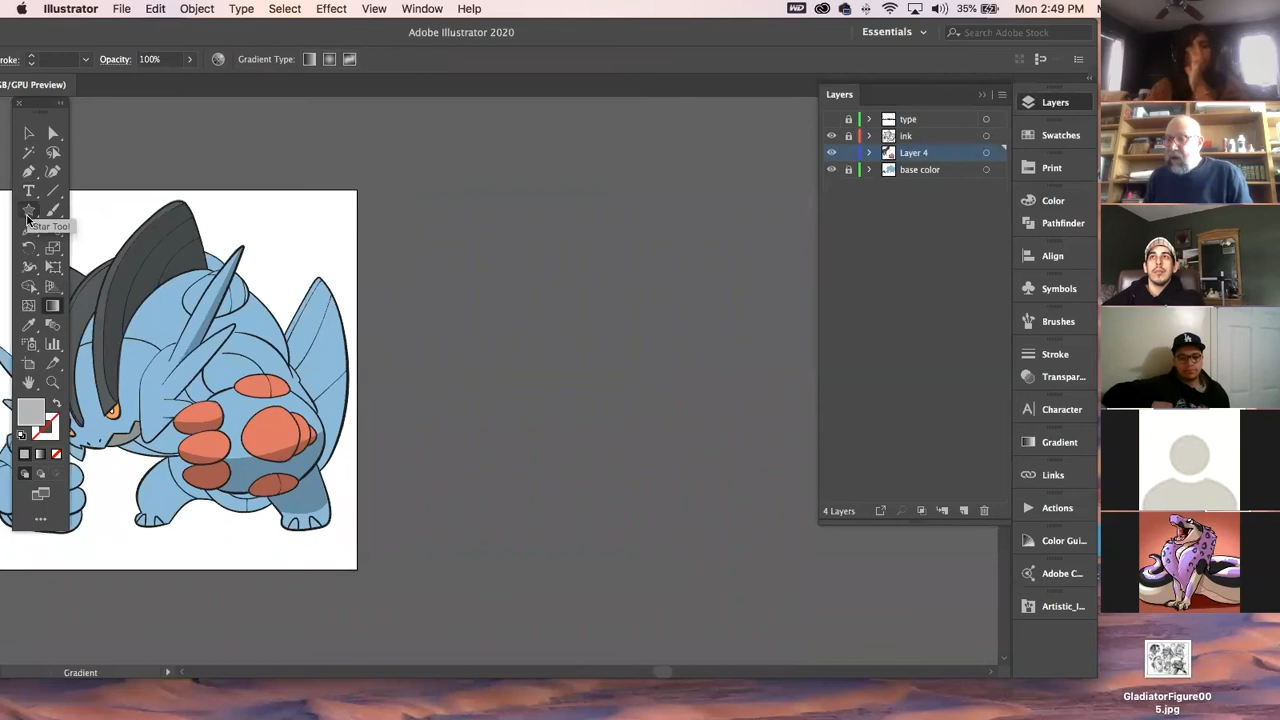 Illustrator File Edit Object Type Select Effect View Window Help 35% Mon 2:49 PM
Adobe Illustrator 2020
Essentials
Search Adobe Stock
roke:
Opacity: 100%
Gradient Type:
GB/GPU Preview)
Star Tool
Layers
type
ink
Layer 4
base color
4 Layers
Layers
Swatches
Print
Color
Pathfinder
Align
Symbols
Brushes
Stroke
Transpar...
Character
Gradient
Links
Actions
Color Gui...
Adobe C...
Artistic_I...
Gradient
GladiatorFigure00
5.jpg